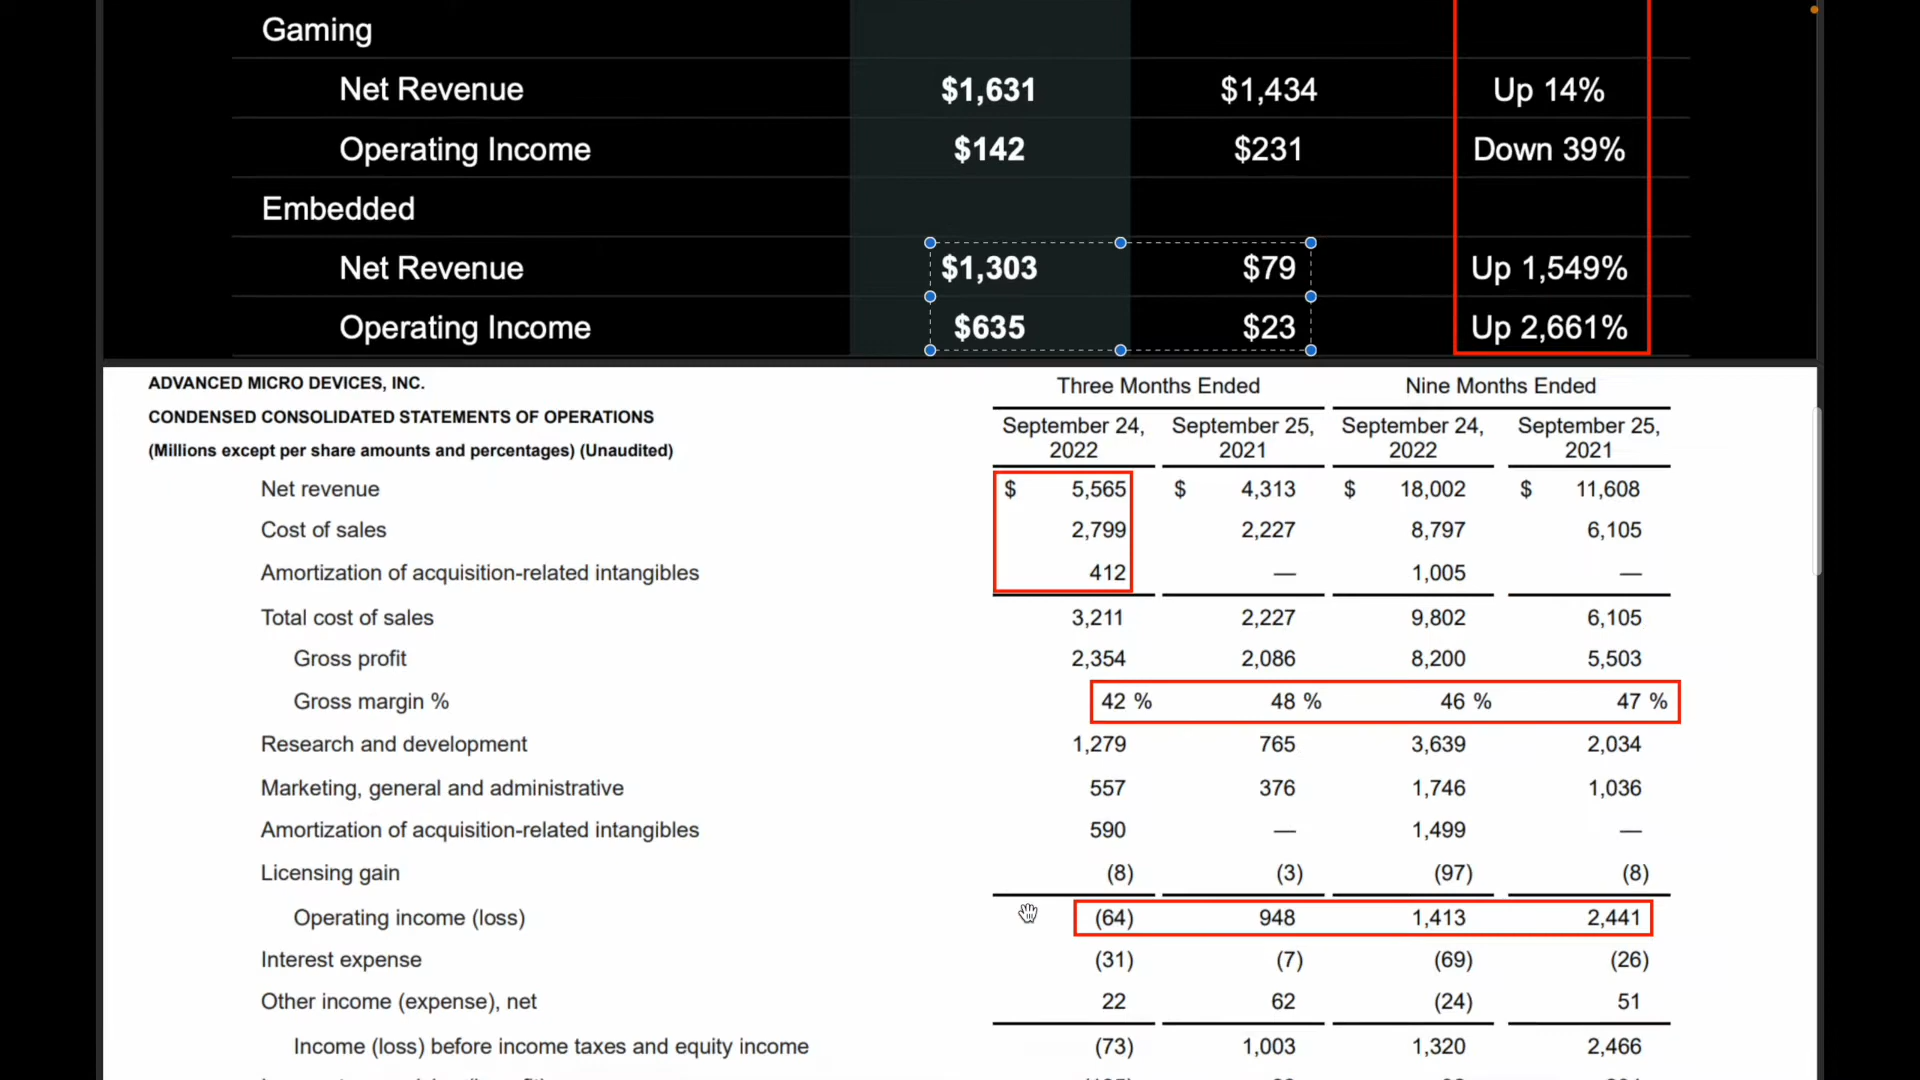 Gaming
Net Revenue $1,631 $1,434 Up 14%
Operating Income $142 $231 Down 39%
Embedded
Net Revenue $1,303 $79 Up 1,549%
Operating Income $635 $23 Up 2,661%
ADVANCED MICRO DEVICES, INC. Three Months Ended Nine Months Ended
CONDENSED CONSOLIDATED STATEMENTS OF OPERATIONS September 24, September 25, September 24, September 25,
(Millions except per share amounts and percentages) (Unaudited) 2022 2021 2022 2021
Net revenue $ 5,565 $ 4,313 $ 18,002 $ 11,608
Cost of sales 2,799 2,227 8,797 6,105
Amortization of acquisition-related intangibles 412 — 1,005 —
Total cost of sales 3,211 2,227 9,802 6,105
Gross profit 2,354 2,086 8,200 5,503
Gross margin % 42 % 48 % 46 % 47 %
Research and development 1,279 765 3,639 2,034
Marketing, general and administrative 557 376 1,746 1,036
Amortization of acquisition-related intangibles 590 — 1,499 —
Licensing gain (8) (3) (97) (8)
Operating income (loss) (64) 948 1,413 2,441
Interest expense (31) (7) (69) (26)
Other income (expense), net 22 62 (24) 51
Income (loss) before income taxes and equity income (73) 1,003 1,320 2,466